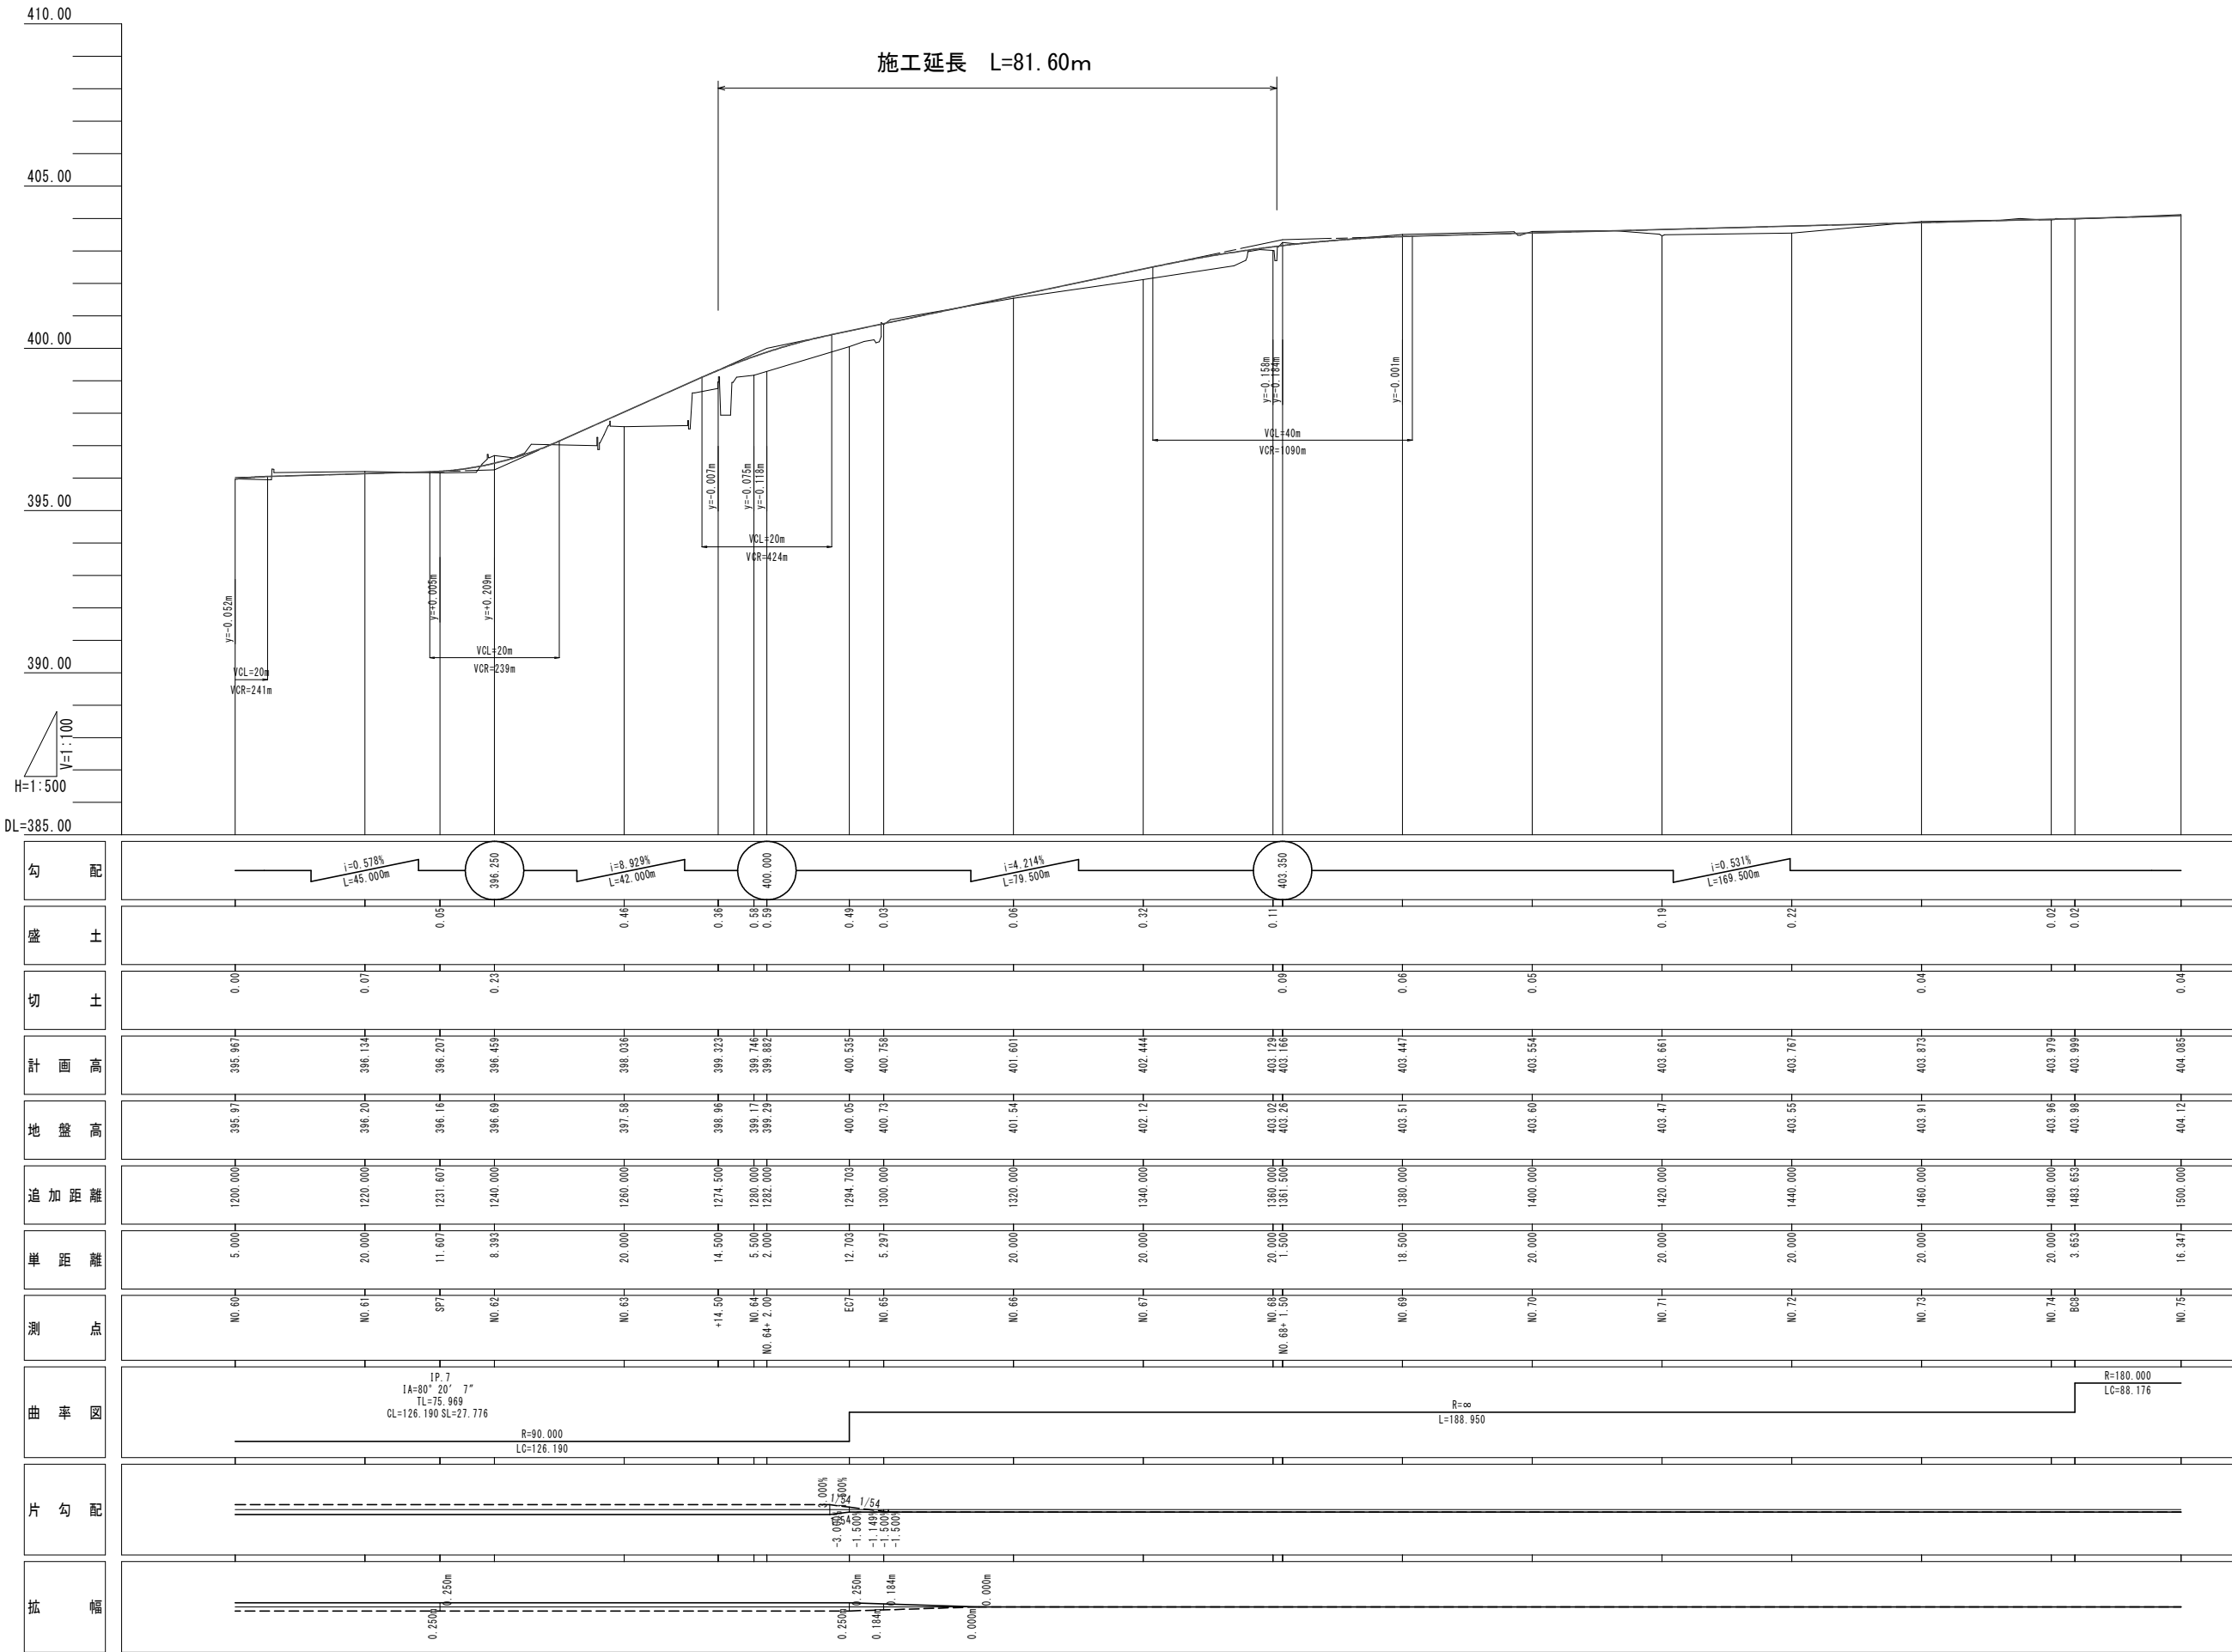 410.00
405.00
400.00
395.00
390.00
DL=385.00
V=1:100
H=1:500
施工延長 L=81.60m
y=-0.052m
VCL=20m
VCR=241m
y=+0.005m
y=+0.209m
VCL=20m
VCR=239m
y=-0.007m
y=-0.075m
y=-0.118m
VCL=20m
VCR=424m
y=-0.158m
y=-0.184m
y=-0.001m
VCL=40m
VCR=1090m
勾配
i=0.578%
L=45.000m
396.250
i=8.929%
L=42.000m
400.000
i=4.214%
L=79.500m
403.350
i=0.531%
L=169.500m
盛土
0.05 0.46 0.36 0.58 0.59 0.49 0.03 0.06 0.32 0.11 0.19 0.22 0.02 0.02
切土
0.00 0.07 0.23 0.09 0.06 0.05 0.04 0.04
計画高
395.967 396.134 396.207 396.459 398.036 399.323 399.746 399.882 400.535 400.758 401.601 402.444 403.129 403.166 403.447 403.554 403.661 403.767 403.873 403.979 403.999 404.085
地盤高
395.97 396.20 396.16 396.69 397.58 398.96 399.17 399.29 400.05 400.73 401.54 402.12 403.02 403.26 403.51 403.60 403.47 403.55 403.91 403.96 403.98 404.12
追加距離
1200.000 1220.000 1231.607 1240.000 1260.000 1274.500 1280.000 1282.000 1294.703 1300.000 1320.000 1340.000 1360.000 1361.500 1380.000 1400.000 1420.000 1440.000 1460.000 1480.000 1483.653 1500.000
単距離
5.000 20.000 11.607 8.393 20.000 14.500 5.500 2.000 12.703 5.297 20.000 20.000 20.000 1.500 18.500 20.000 20.000 20.000 20.000 20.000 3.653 16.347
測点
NO.60 NO.61 SP7 NO.62 NO.63 +14.50 NO.64 NO.64+ 2.00 EC7 NO.65 NO.66 NO.67 NO.68 NO.68+ 1.50 NO.69 NO.70 NO.71 NO.72 NO.73 NO.74 BC8 NO.75
曲率図
IP.7
IA=80° 20′ 7″
TL=75.969
CL=126.190 SL=27.776
R=90.000
LC=126.190
R=∞
L=188.950
R=180.000
LC=88.176
片勾配
3.000%
1/54
1/54
-1.500%
-1.149%
-1.500%
-1.500%
拡幅
0.250m
0.250m
0.250m
0.250m
0.184m
0.184m
0.000m
0.000m